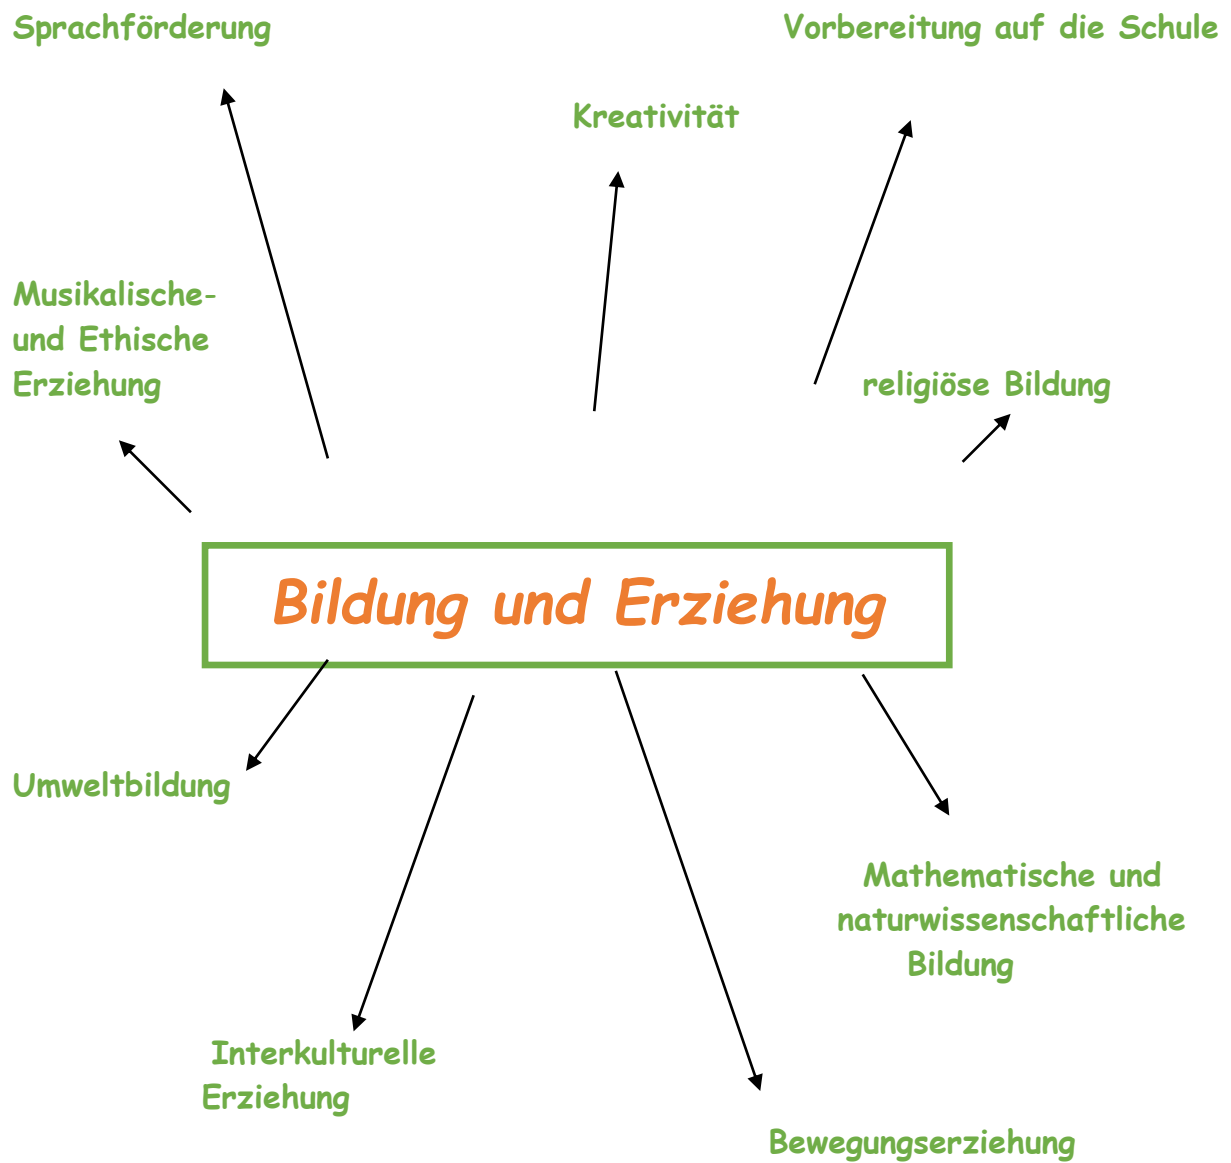 Sprachförderung
Vorbereitung auf die Schule
Kreativität
Musikalische-
und Ethische
Erziehung
religiöse Bildung
Bildung und Erziehung
Umweltbildung
Mathematische und
naturwissenschaftliche
Bildung
Interkulturelle
Erziehung
Bewegungserziehung